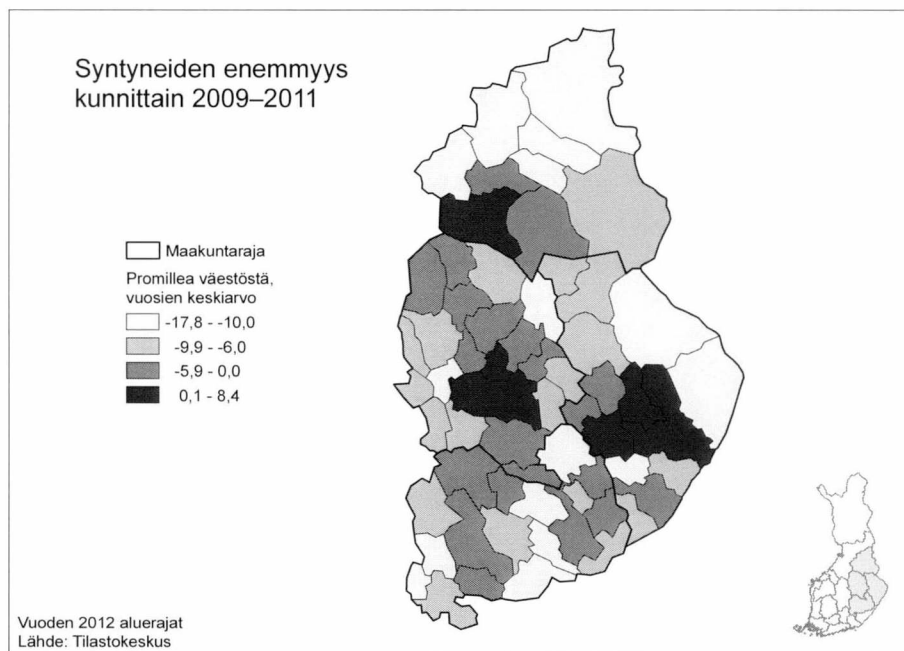 Syntyneiden enemmyys
kunnittain 2009–2011
Maakuntaraja
Promillea väestöstä,
vuosien keskiarvo
-17,8 - -10,0
-9,9 - -6,0
-5,9 - 0,0
0,1 - 8,4
Vuoden 2012 aluerajat
Lähde: Tilastokeskus